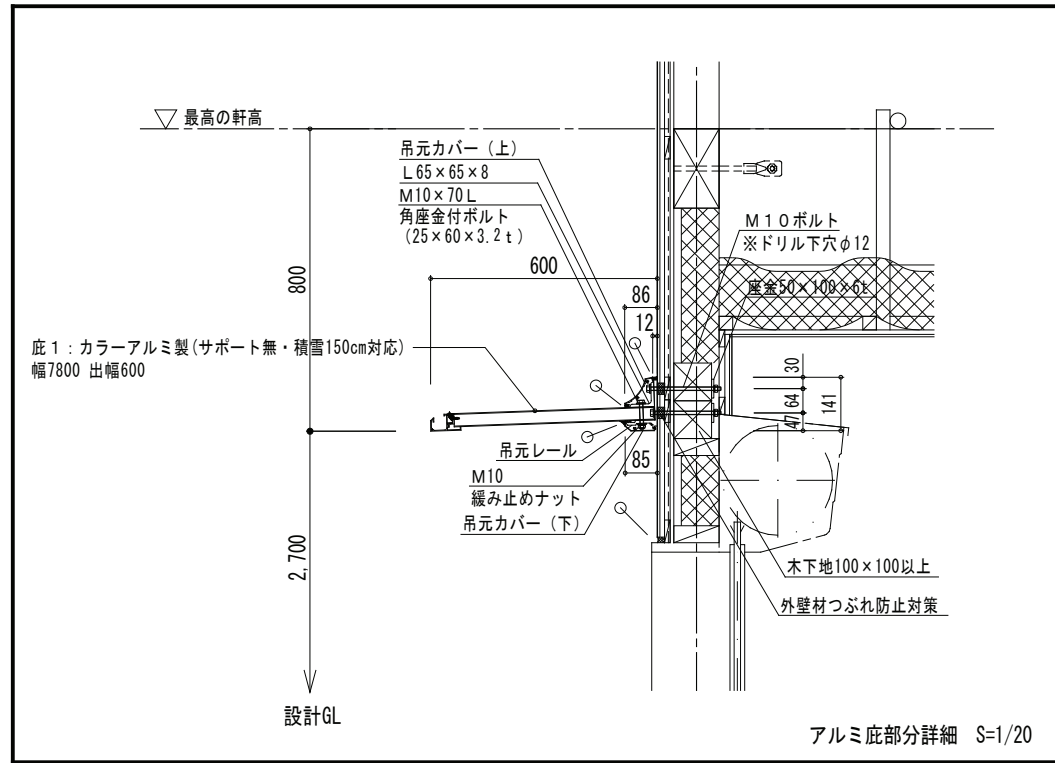 最高の軒高
吊元カバー（上）
L65×65×8
M10×70L
角座金付ボルト
（25×60×3.2t）
M10ボルト
※ドリル下穴φ12
座金50×100×6t
600
86
12
800
庇1：カラーアルミ製(サポート無・積雪150cm対応)
幅7800 出幅600
30
64
47
141
85
吊元レール
M10
緩み止めナット
吊元カバー（下）
2,700
木下地100×100以上
外壁材つぶれ防止対策
設計GL
アルミ庇部分詳細 S=1/20